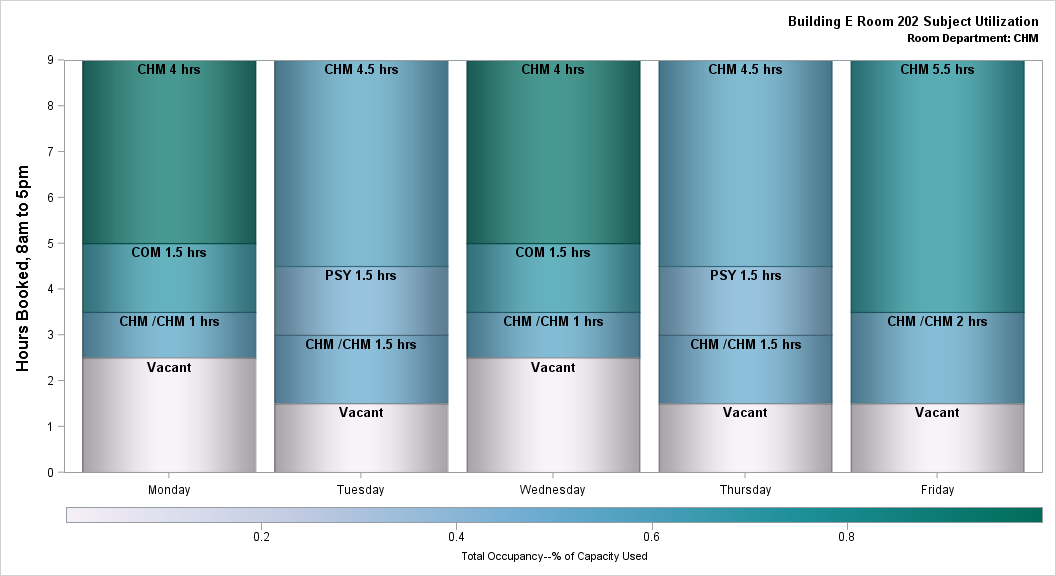 Building E Room 202 Subject Utilization
Room Department: CHM
Hours Booked, 8am to 5pm
9
8
7
6
5
4
3
2
1
0
CHM 4 hrs
COM 1.5 hrs
CHM /CHM 1 hrs
Vacant
CHM 4.5 hrs
PSY 1.5 hrs
CHM /CHM 1.5 hrs
Vacant
CHM 4 hrs
COM 1.5 hrs
CHM /CHM 1 hrs
Vacant
CHM 4.5 hrs
PSY 1.5 hrs
CHM /CHM 1.5 hrs
Vacant
CHM 5.5 hrs
CHM /CHM 2 hrs
Vacant
Monday Tuesday Wednesday Thursday Friday
0.2 0.4 0.6 0.8
Total Occupancy--% of Capacity Used